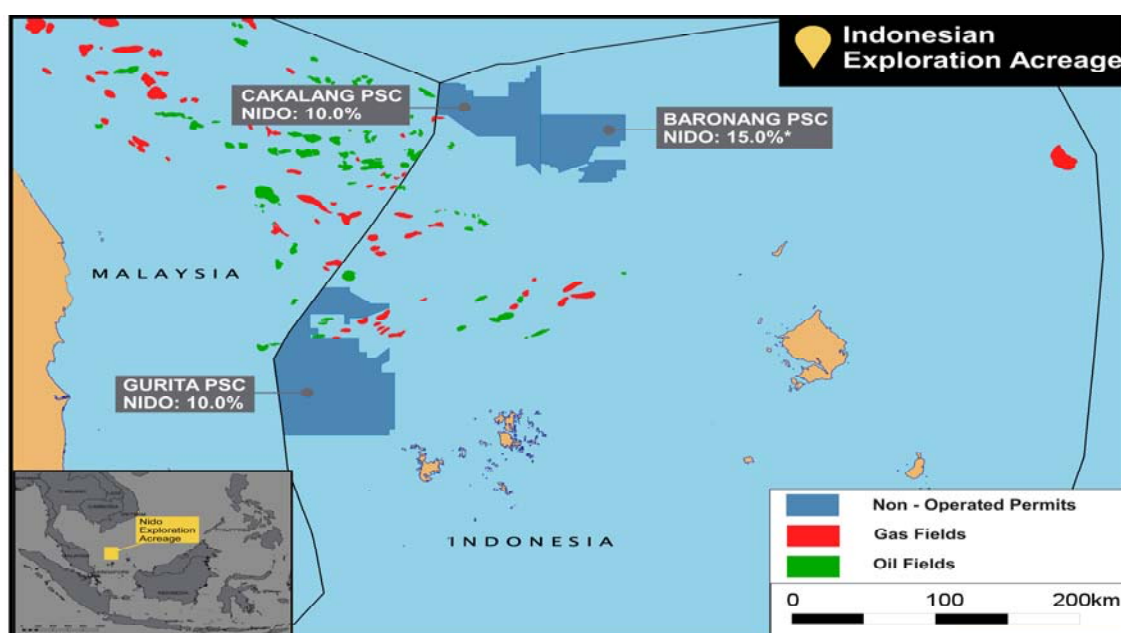 Indonesian
Exploration Acreage
CAKALANG PSC
NIDO: 10.0%
BARONANG PSC
NIDO: 15.0%*
MALAYSIA
GURITA PSC
NIDO: 10.0%
INDONESIA
Nido
Exploration
Acreage
Non - Operated Permits
Gas Fields
Oil Fields
0 100 200km